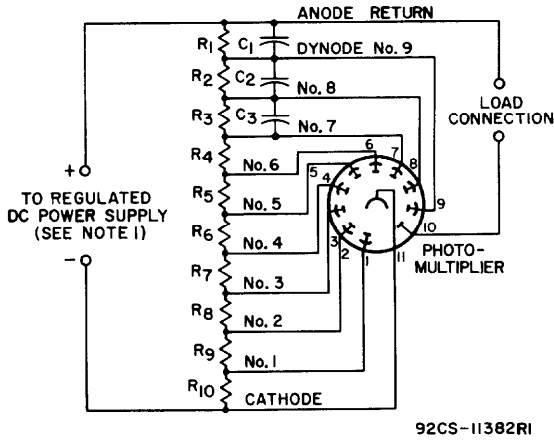 ANODE RETURN
R1
C1
DYNODE No. 9
R2
C2
No. 8
R3
C3
No. 7
R4
No. 6
R5
No. 5
R6
No. 4
R7
No. 3
R8
No. 2
R9
No. 1
R10
CATHODE
+
TO REGULATED
DC POWER SUPPLY
(SEE NOTE 1)
-
LOAD
CONNECTION
6
5
7
4
8
9
3
10
2
1
11
PHOTO-
MULTIPLIER
92CS-11382R1